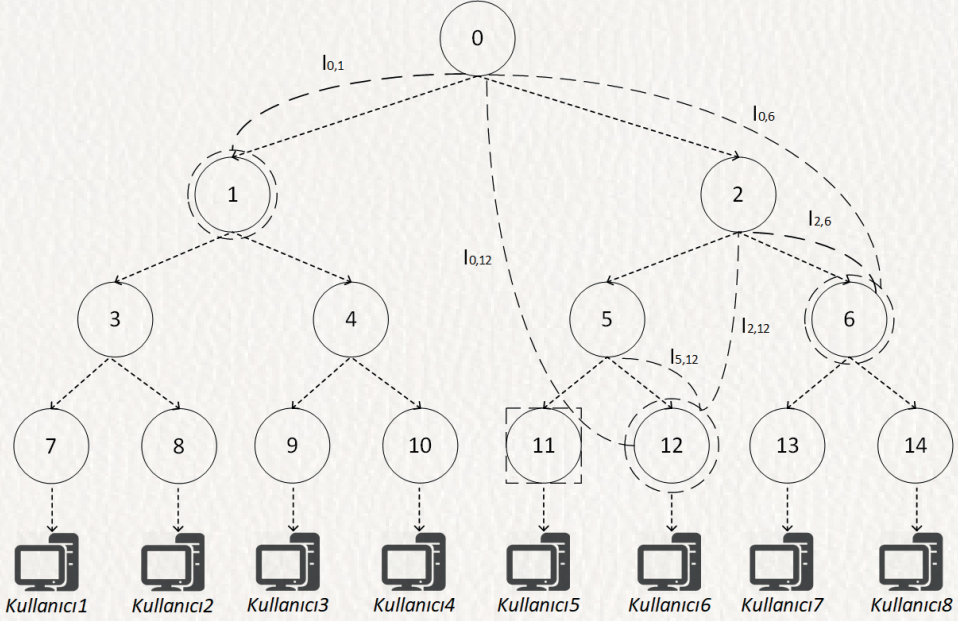 0
I0,1
I0,6
1
2
I2,6
I0,12
3
4
5
6
I2,12
I5,12
7
8
9
10
11
12
13
14
Kullanıcı1
Kullanıcı2
Kullanıcı3
Kullanıcı4
Kullanıcı5
Kullanıcı6
Kullanıcı7
Kullanıcı8